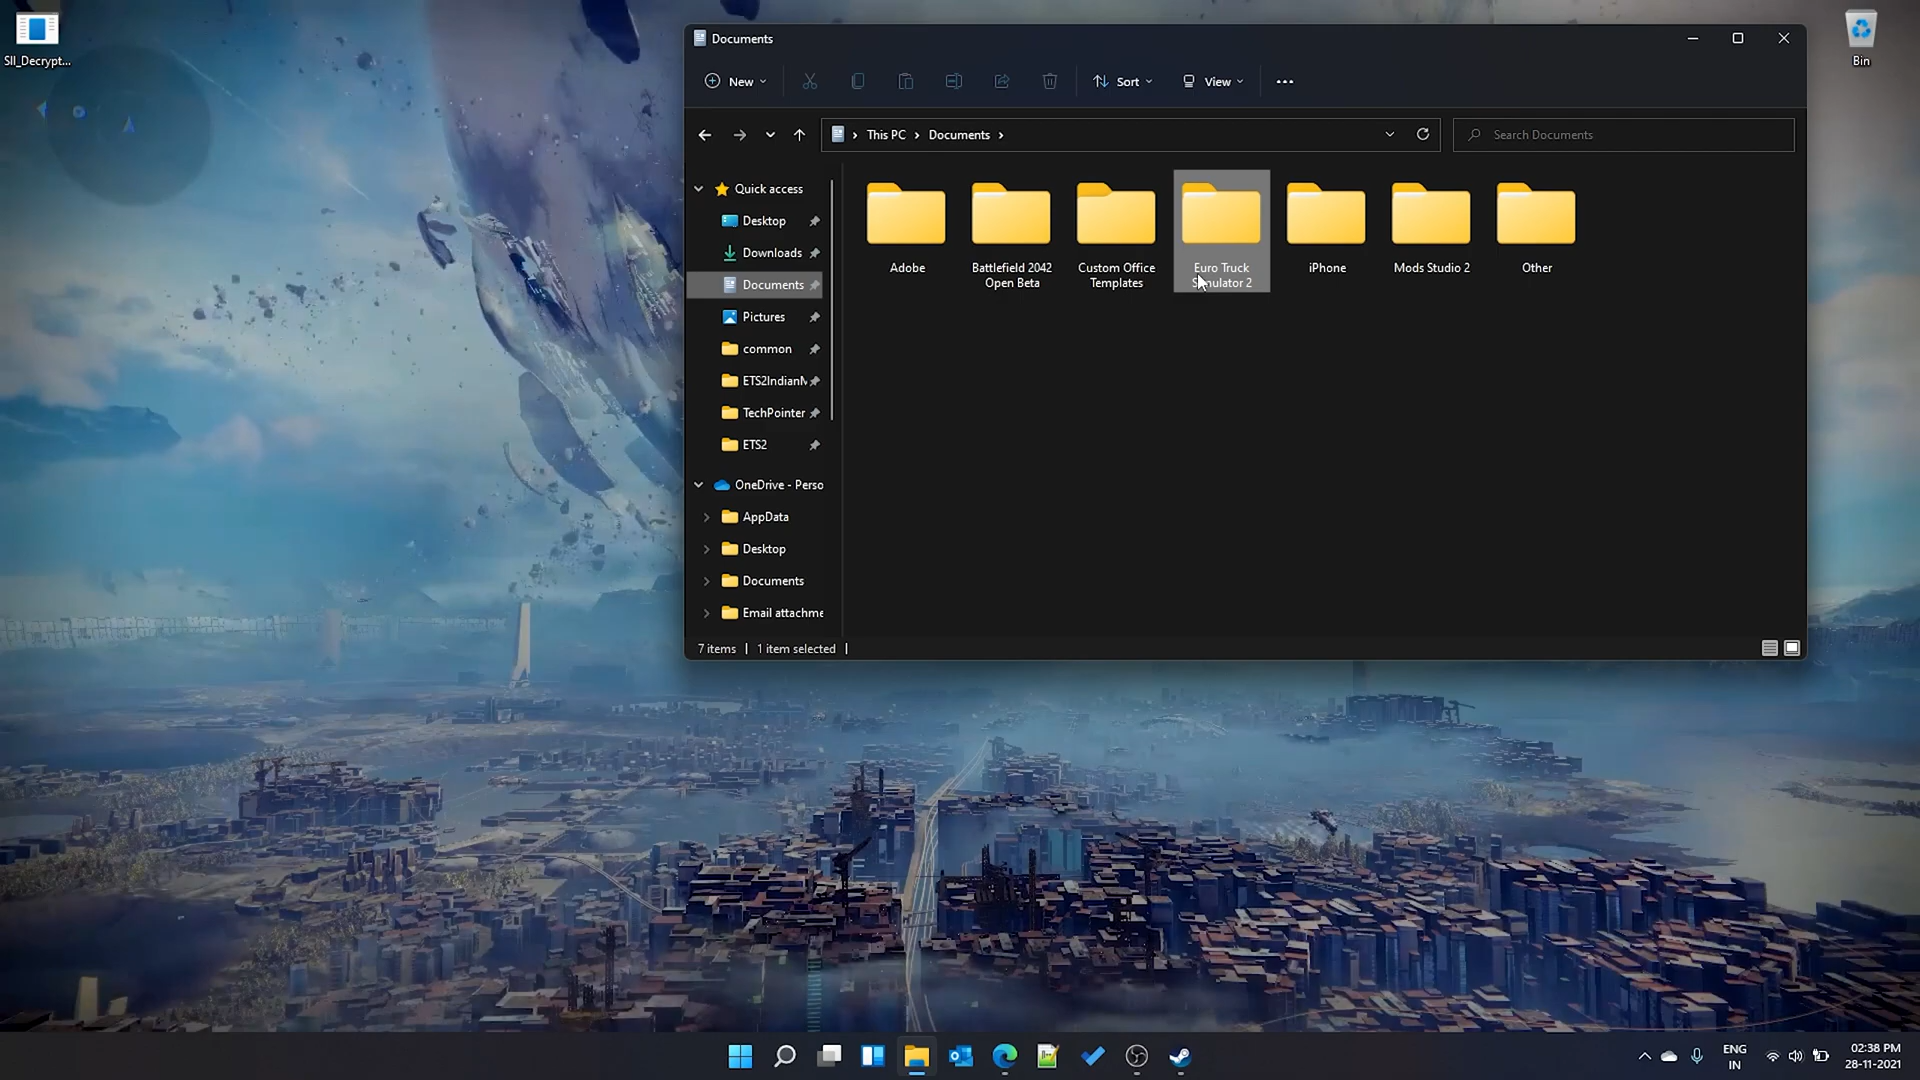 SII_Decrypt...
Bin
Documents
New
Sort
View
This PC
Documents
Search Documents
Quick access
Desktop
Downloads
Documents
Pictures
common
ETS2IndianM
TechPointer
ETS2
OneDrive - Perso
AppData
Desktop
Documents
Email attachme
Adobe
Battlefield 2042
Open Beta
Custom Office
Templates
Euro Truck
Simulator 2
iPhone
Mods Studio 2
Other
7 items
1 item selected
ENG
IN
02:38 PM
28-11-2021